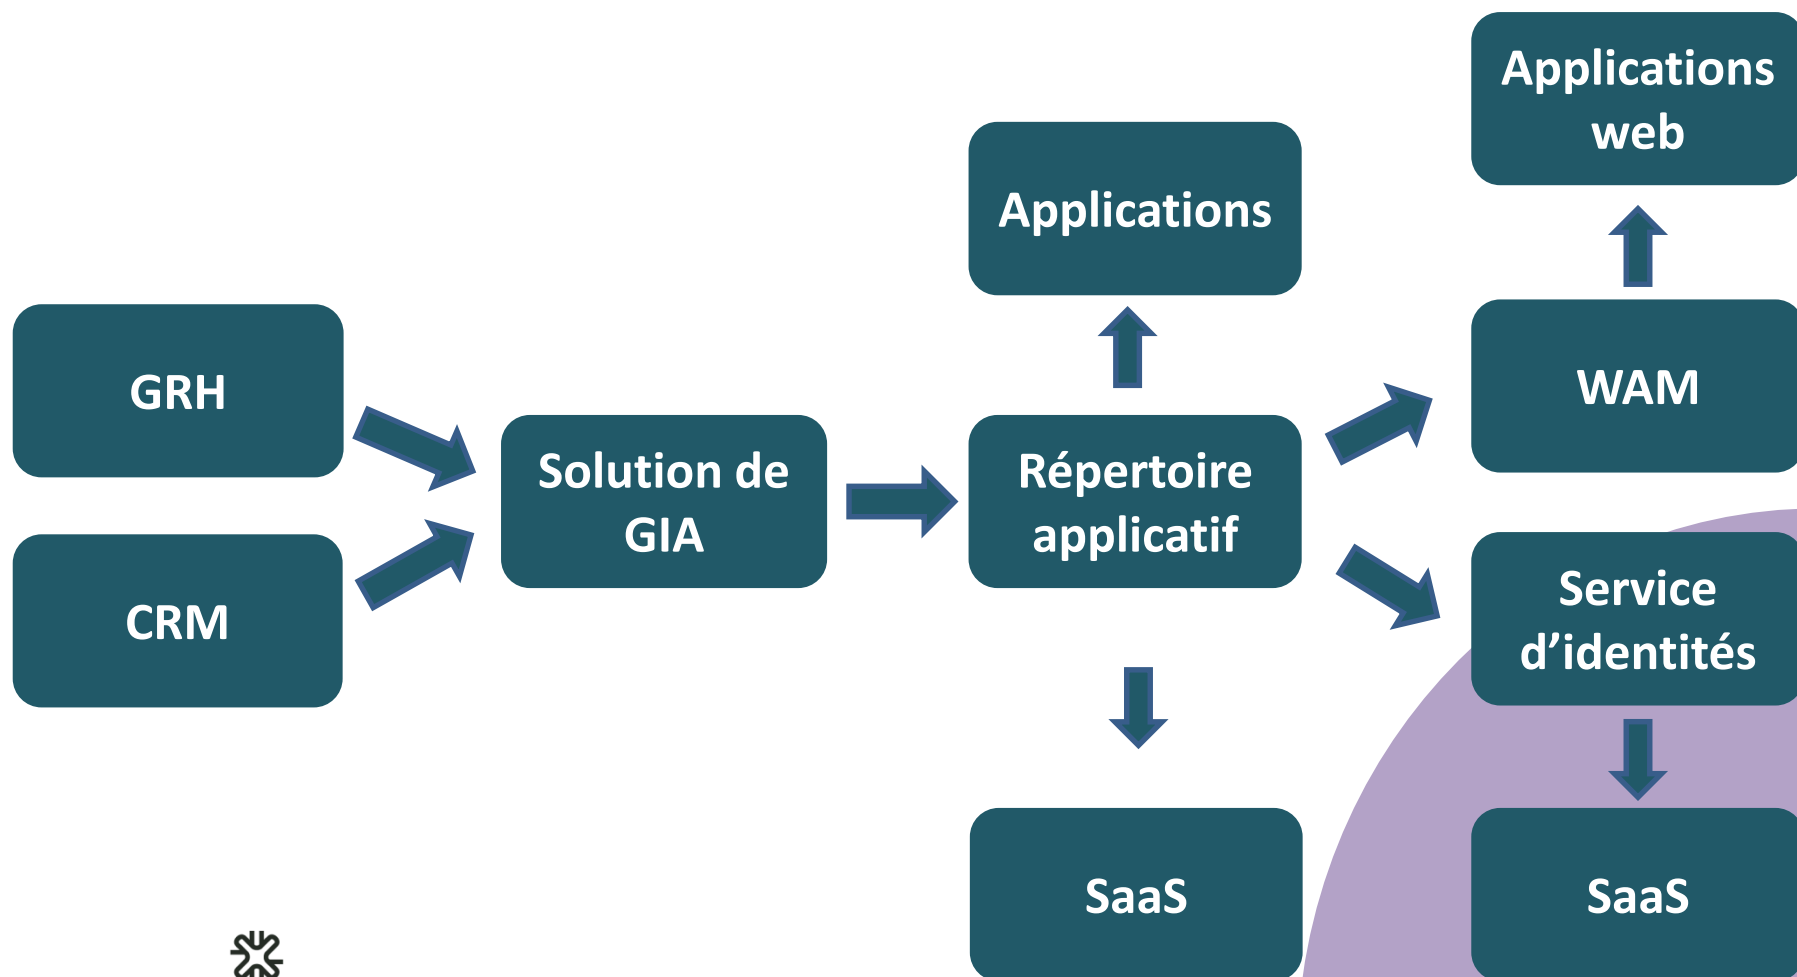 Applications
web
Applications
GRH
WAM
Solution de
GIA
Répertoire
applicatif
CRM
Service
d’identités
SaaS
SaaS